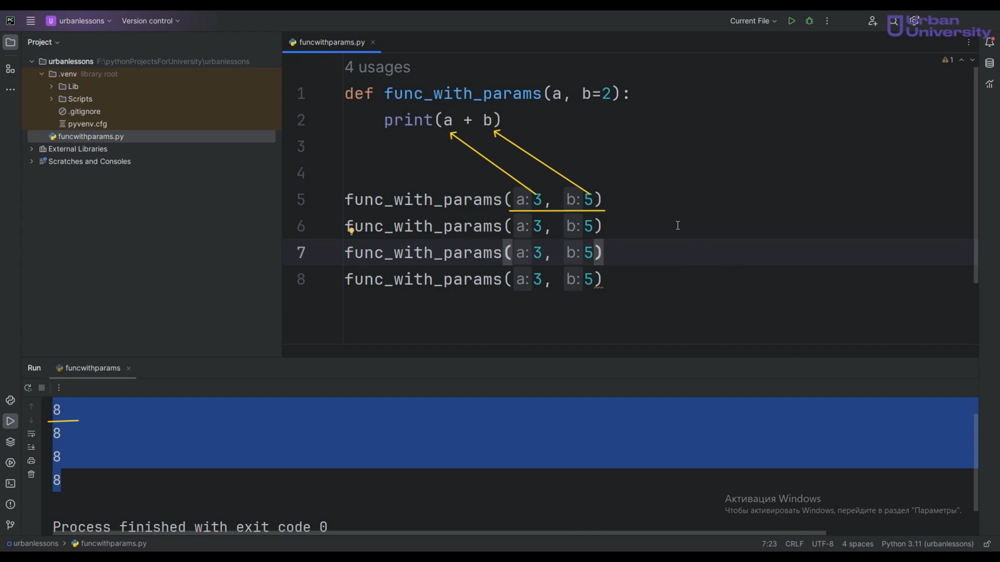 urbanlessons
Version control
Current File
Urban
University
Project
funcwithparams.py
urbanlessons F:\pythonProjectsForUniversity\urbanlessons
.venv library root
Lib
Scripts
.gitignore
pyvenv.cfg
funcwithparams.py
External Libraries
Scratches and Consoles
1
4 usages
1 def func_with_params(a, b=2):
2 print(a + b)
3
4
5 func_with_params(a:3, b:5)
6 func_with_params(a:3, b:5)
7 func_with_params(a:3, b:5)
8 func_with_params(a:3, b:5)
Run funcwithparams
8
8
8
8
Process finished with exit code 0
Активация Windows
Чтобы активировать Windows, перейдите в раздел "Параметры".
urbanlessons > funcwithparams.py
7:23 CRLF UTF-8 4 spaces Python 3.11 (urbanlessons)